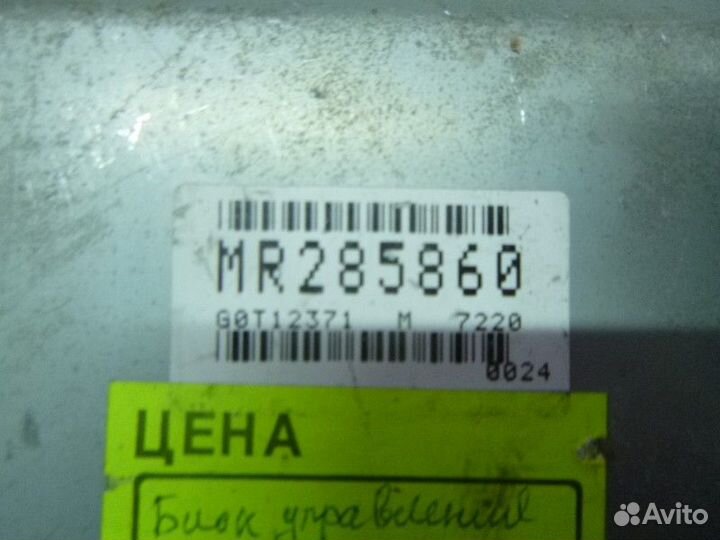 MR285860
G0T12371 M 7220
0024
ЦЕНА
Блок управления
Avito